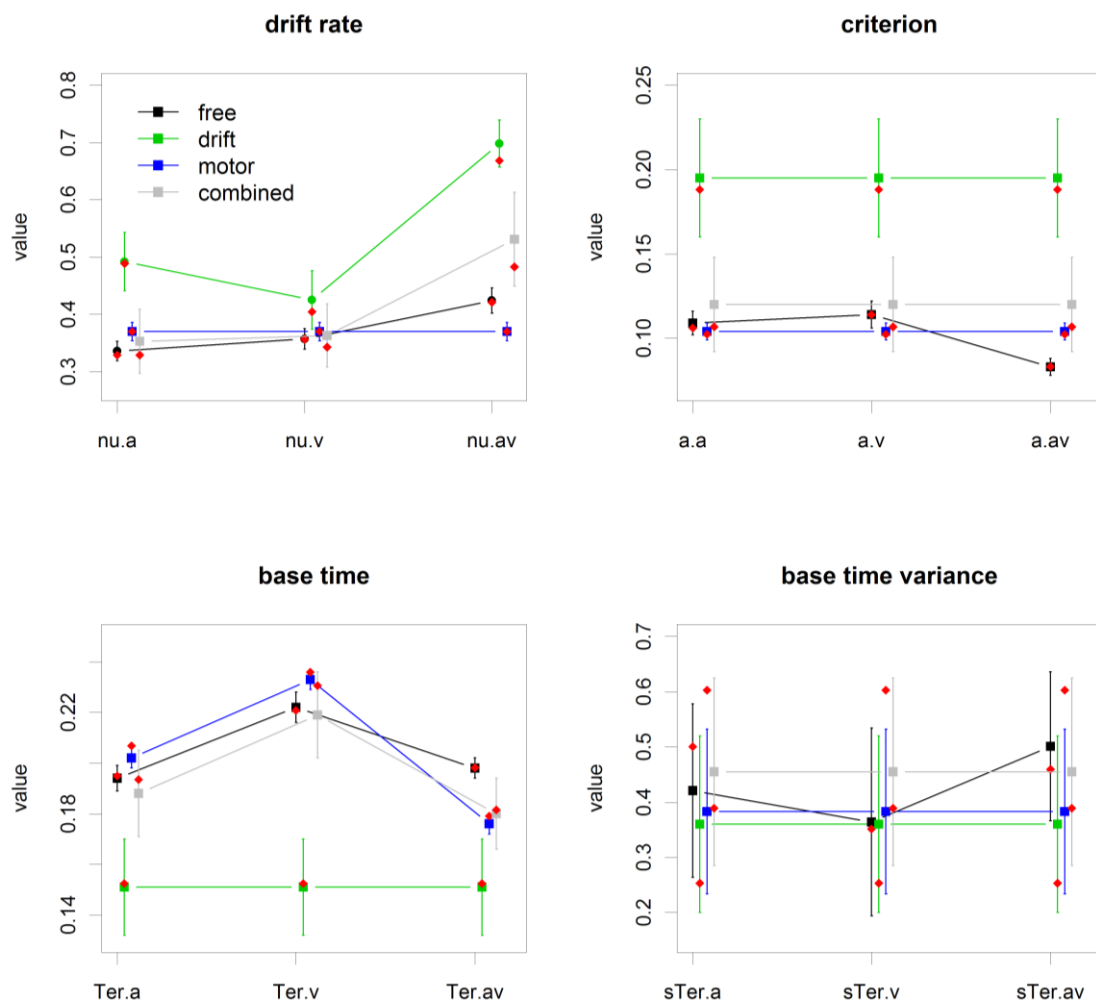 drift rate
value
0.8
0.7
0.6
0.5
0.4
0.3
free
drift
motor
combined
nu.a nu.v nu.av
criterion
value
0.25
0.20
0.15
0.10
a.a a.v a.av
base time
value
0.22
0.18
0.14
Ter.a Ter.v Ter.av
base time variance
value
0.7
0.6
0.5
0.4
0.3
0.2
sTer.a sTer.v sTer.av